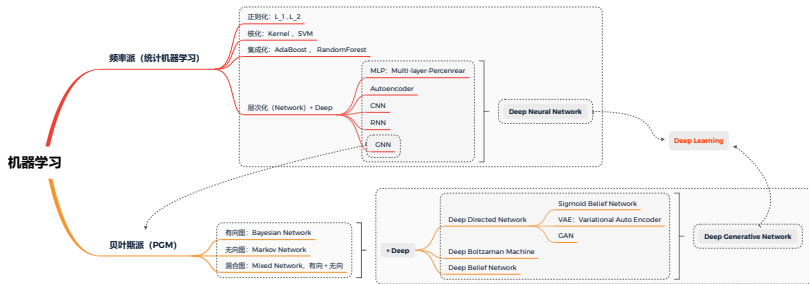 机器学习
频率派（统计机器学习）
正则化：L_1 , L_2
核化：Kernel ，SVM
集成化：AdaBoost ， RandomForest
层次化（Network）+ Deep
MLP：Multi-layer-Percenrear
Autoencoder
CNN
RNN
GNN
Deep Neural Network
Deep Learning
贝叶斯派（PGM）
有向图：Bayesian Network
无向图：Markov Network
混合图：Mixed Network，有向 + 无向
+ Deep
Deep Directed Network
Sigmoid Belief Network
VAE：Variational Auto Encoder
GAN
Deep Boltzaman Machine
Deep Belief Network
Deep Generative Network